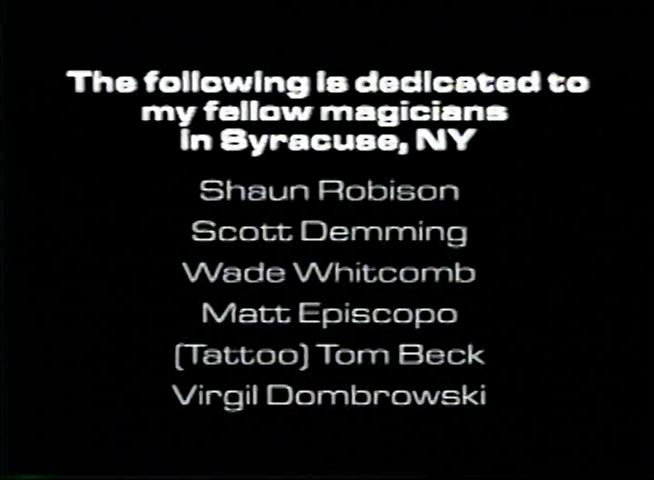 The following is dedicated to
my fellow magicians
in Syracuse, NY
Shaun Robison
Scott Demming
Wade Whitcomb
Matt Episcopo
(Tattoo) Tom Beck
Virgil Dombrowski